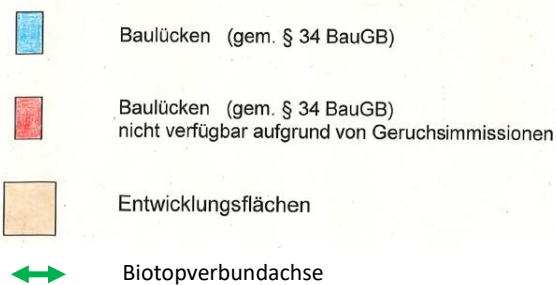 Baulücken (gem. § 34 BauGB)
Baulücken (gem. § 34 BauGB)
nicht verfügbar aufgrund von Geruchsimmissionen
Entwicklungsflächen
Biotopverbundachse